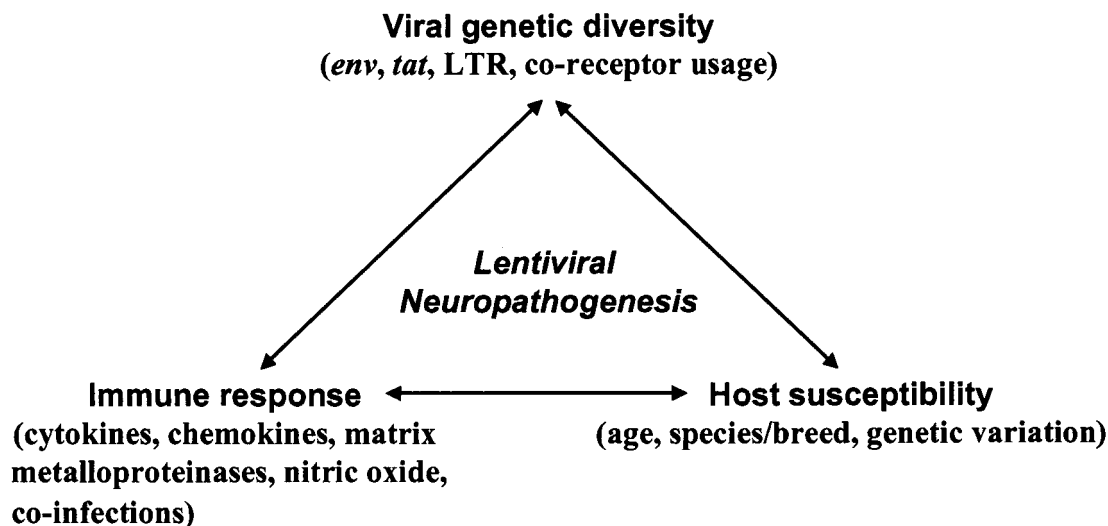 Viral genetic diversity
(env, tat, LTR, co-receptor usage)
Lentiviral
Neuropathogenesis
Immune response
(cytokines, chemokines, matrix
metalloproteinases, nitric oxide,
co-infections)
Host susceptibility
(age, species/breed, genetic variation)